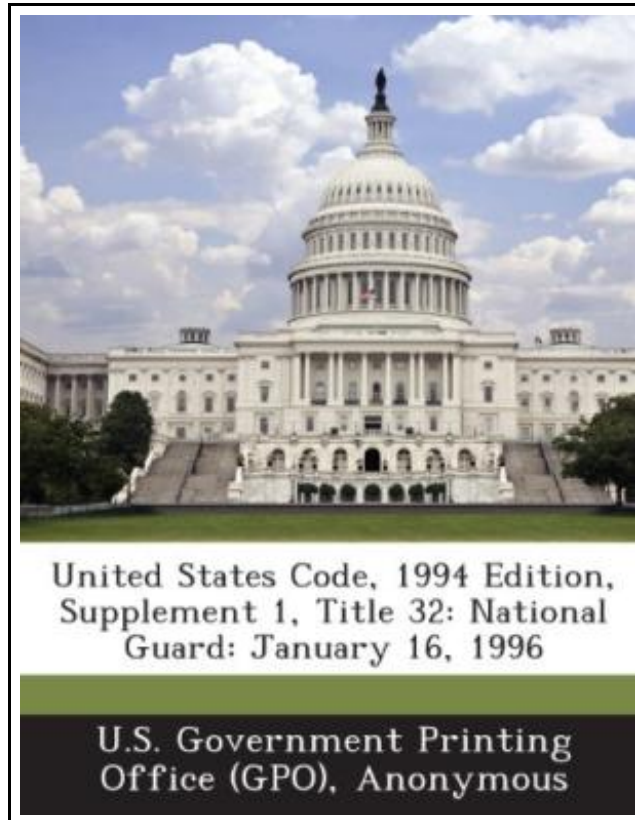 United States Code, 1994 Edition,
Supplement 1, Title 32: National
Guard: January 16, 1996
U.S. Government Printing
Office (GPO), Anonymous